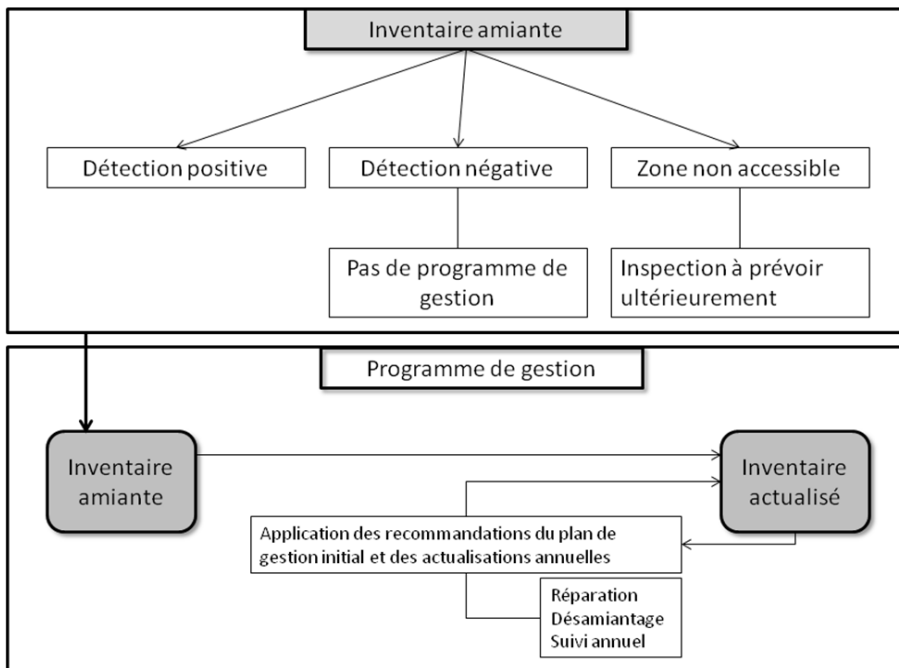 Inventaire amiante
Détection positive
Détection négative
Zone non accessible
Pas de programme de
gestion
Inspection à prévoir
ultérieurement
Programme de gestion
Inventaire
amiante
Inventaire
actualisé
Application des recommandations du plan de
gestion initial et des actualisations annuelles
Réparation
Désamiantage
Suivi annuel